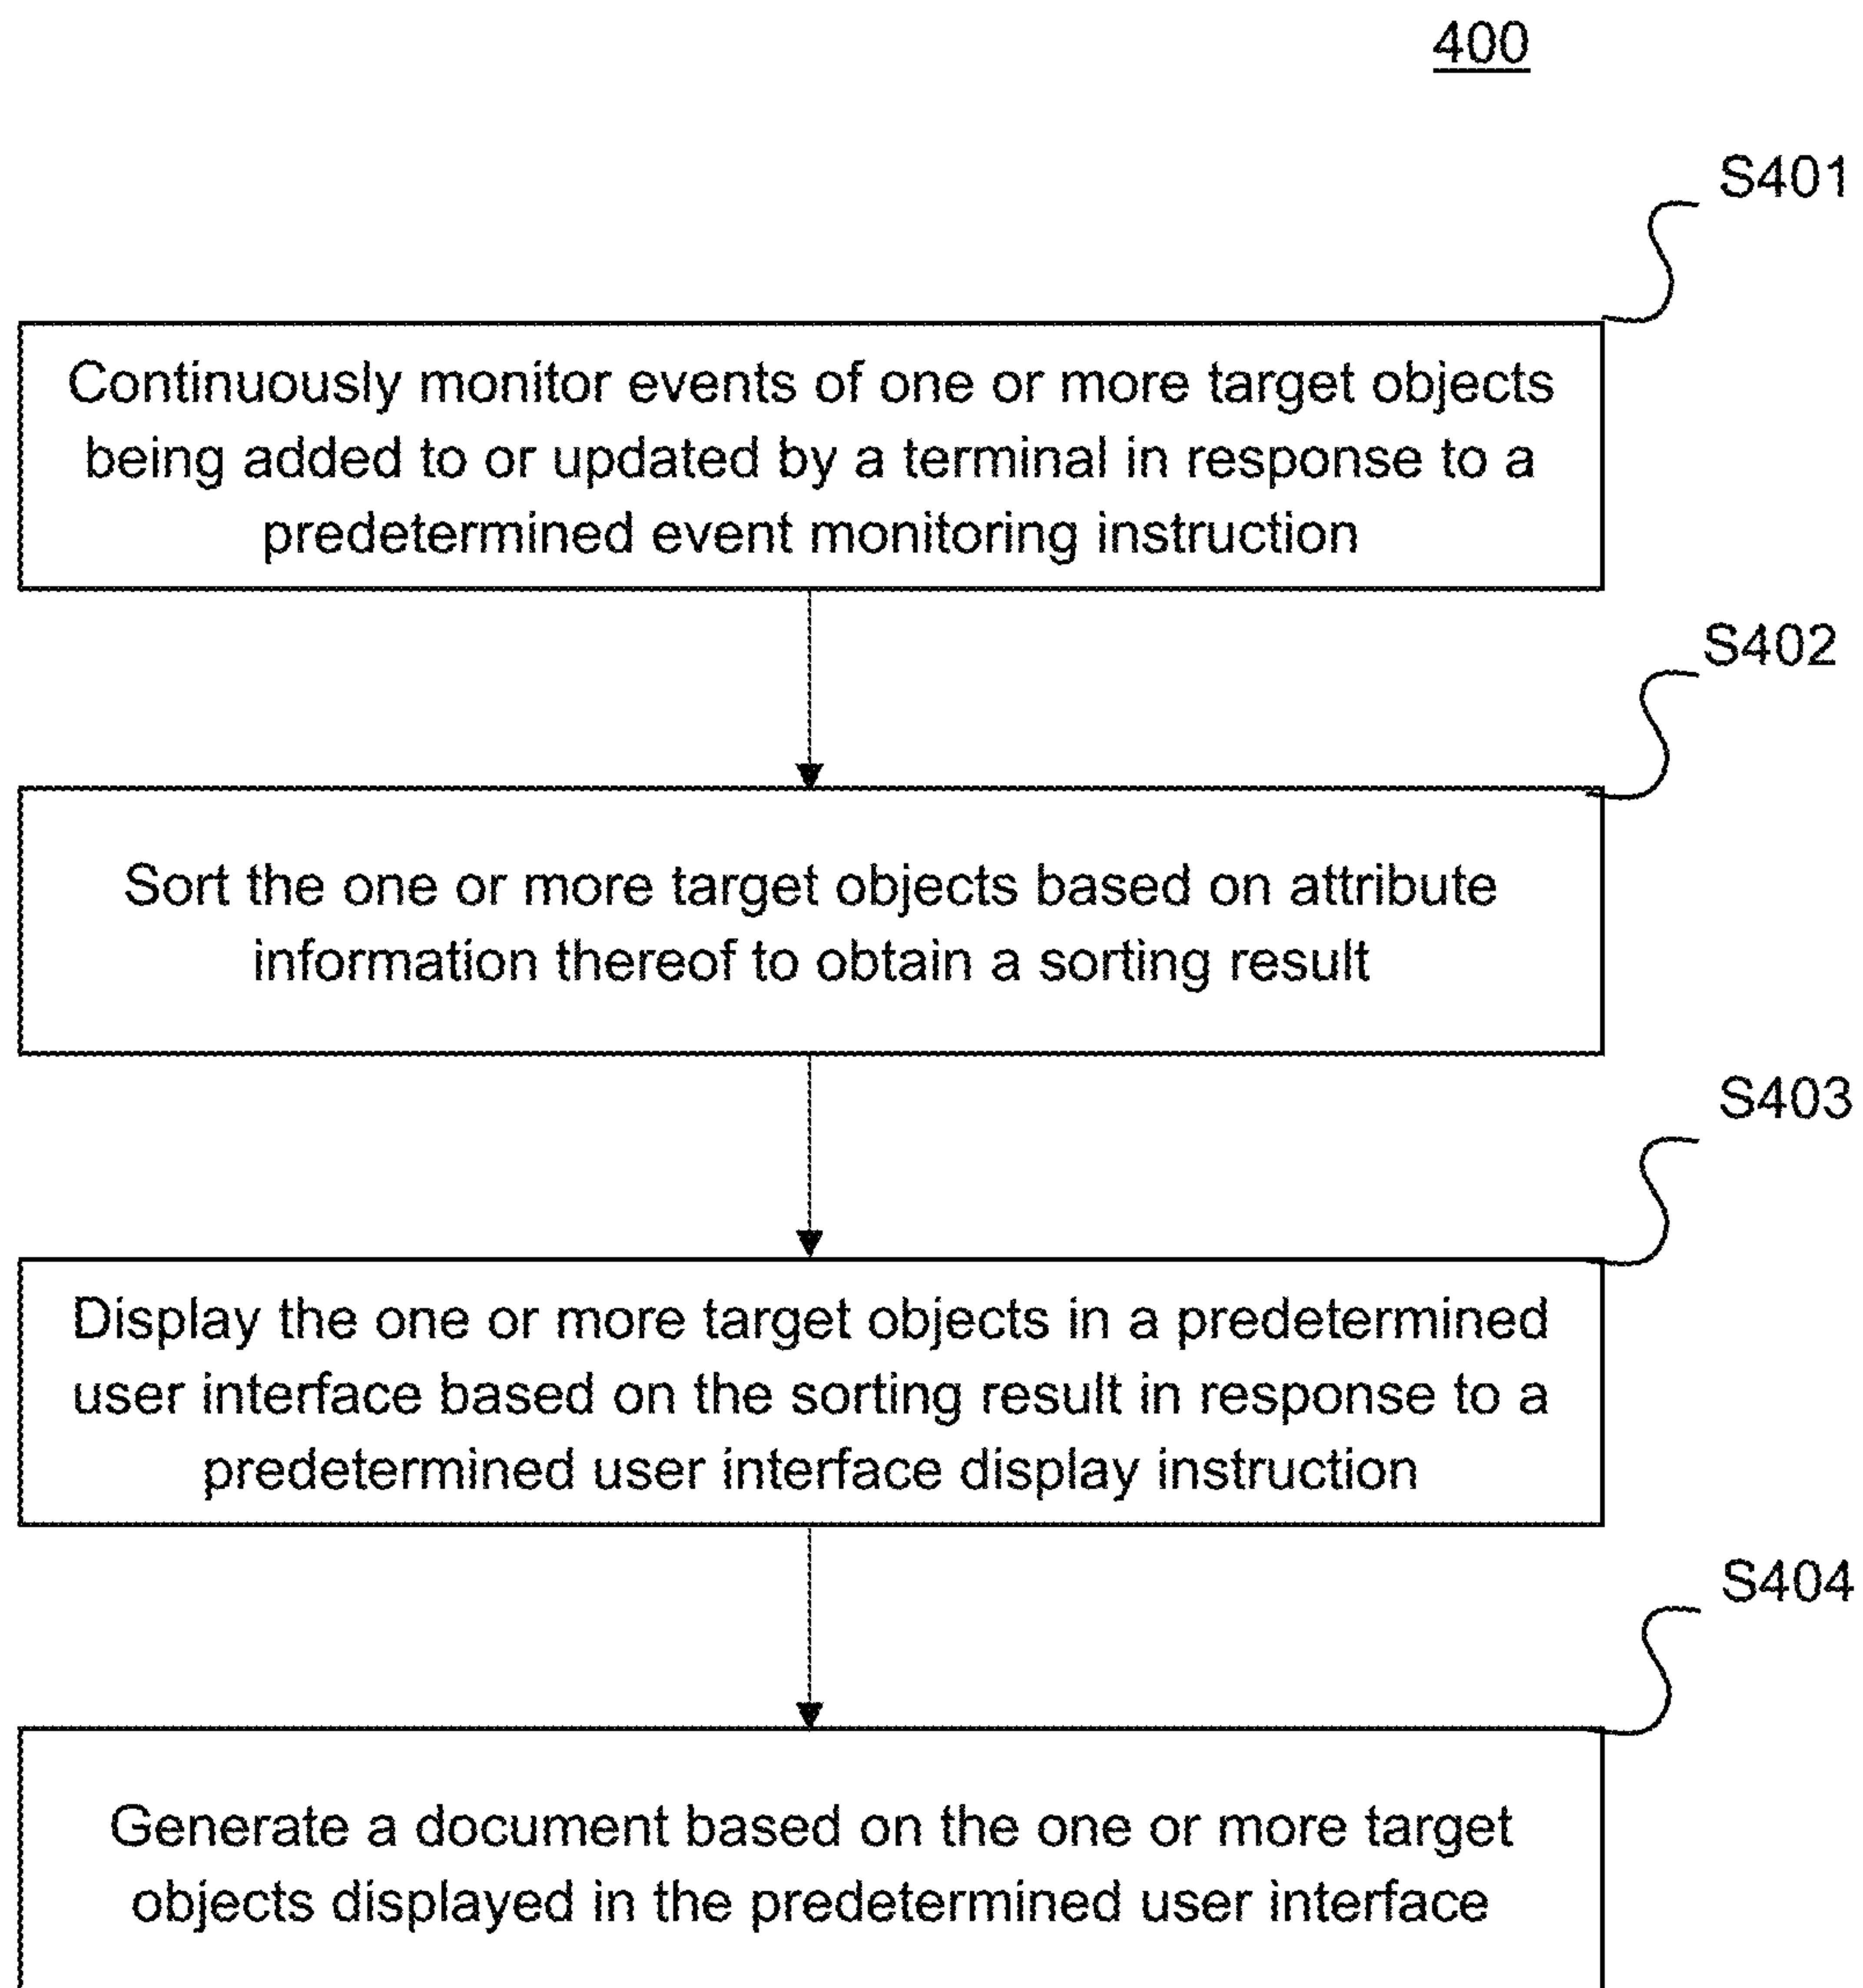 400
S401
Continuously monitor events of one or more target objects
being added to or updated by a terminal in response to a
predetermined event monitoring instruction
S402
Sort the one or more target objects based on attribute
information thereof to obtain a sorting result
S403
Display the one or more target objects in a predetermined
user interface based on the sorting result in response to a
predetermined user interface display instruction
S404
Generate a document based on the one or more target
objects displayed in the predetermined user interface